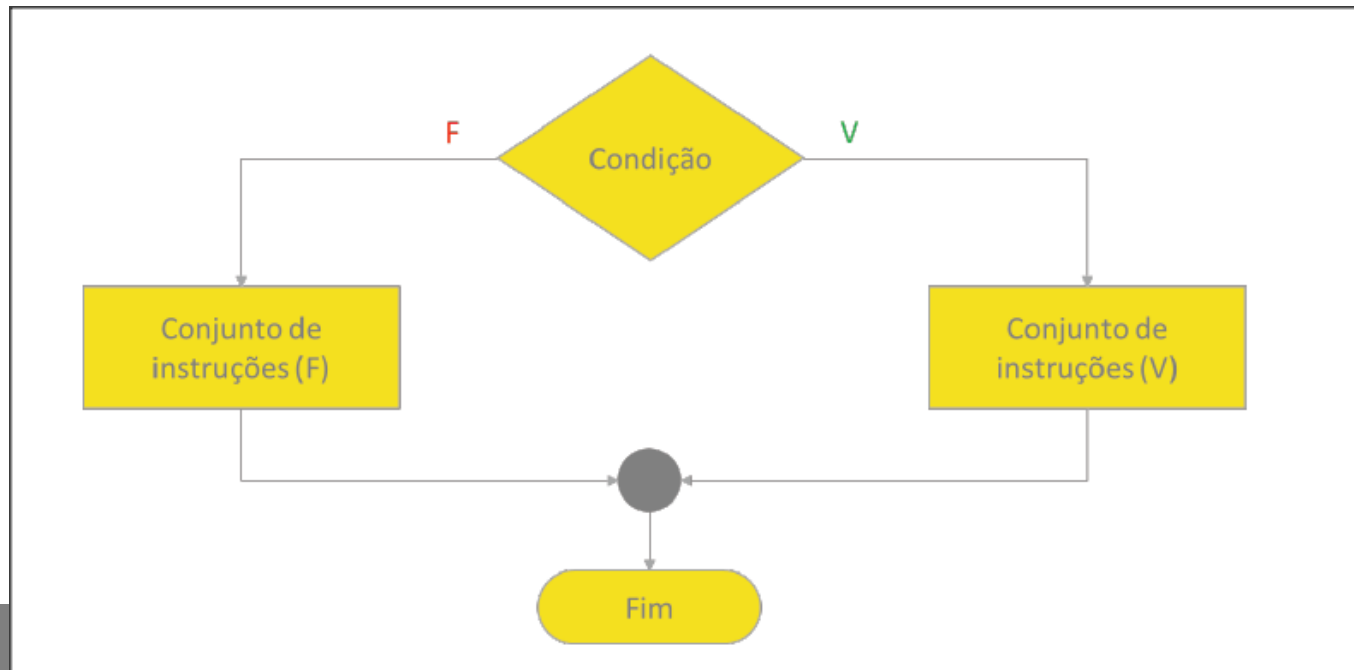 F
Condição
V
Conjunto de
instruções (F)
Conjunto de
instruções (V)
Fim